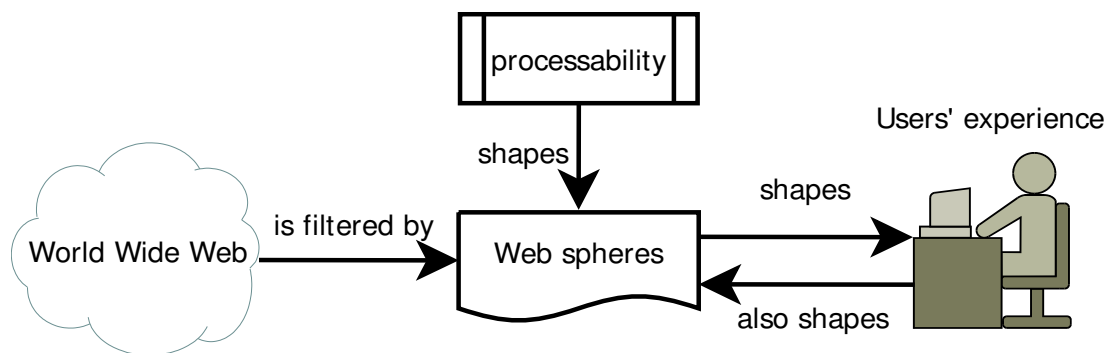 processability
Users' experience
shapes
shapes
is filtered by
World Wide Web
Web spheres
also shapes